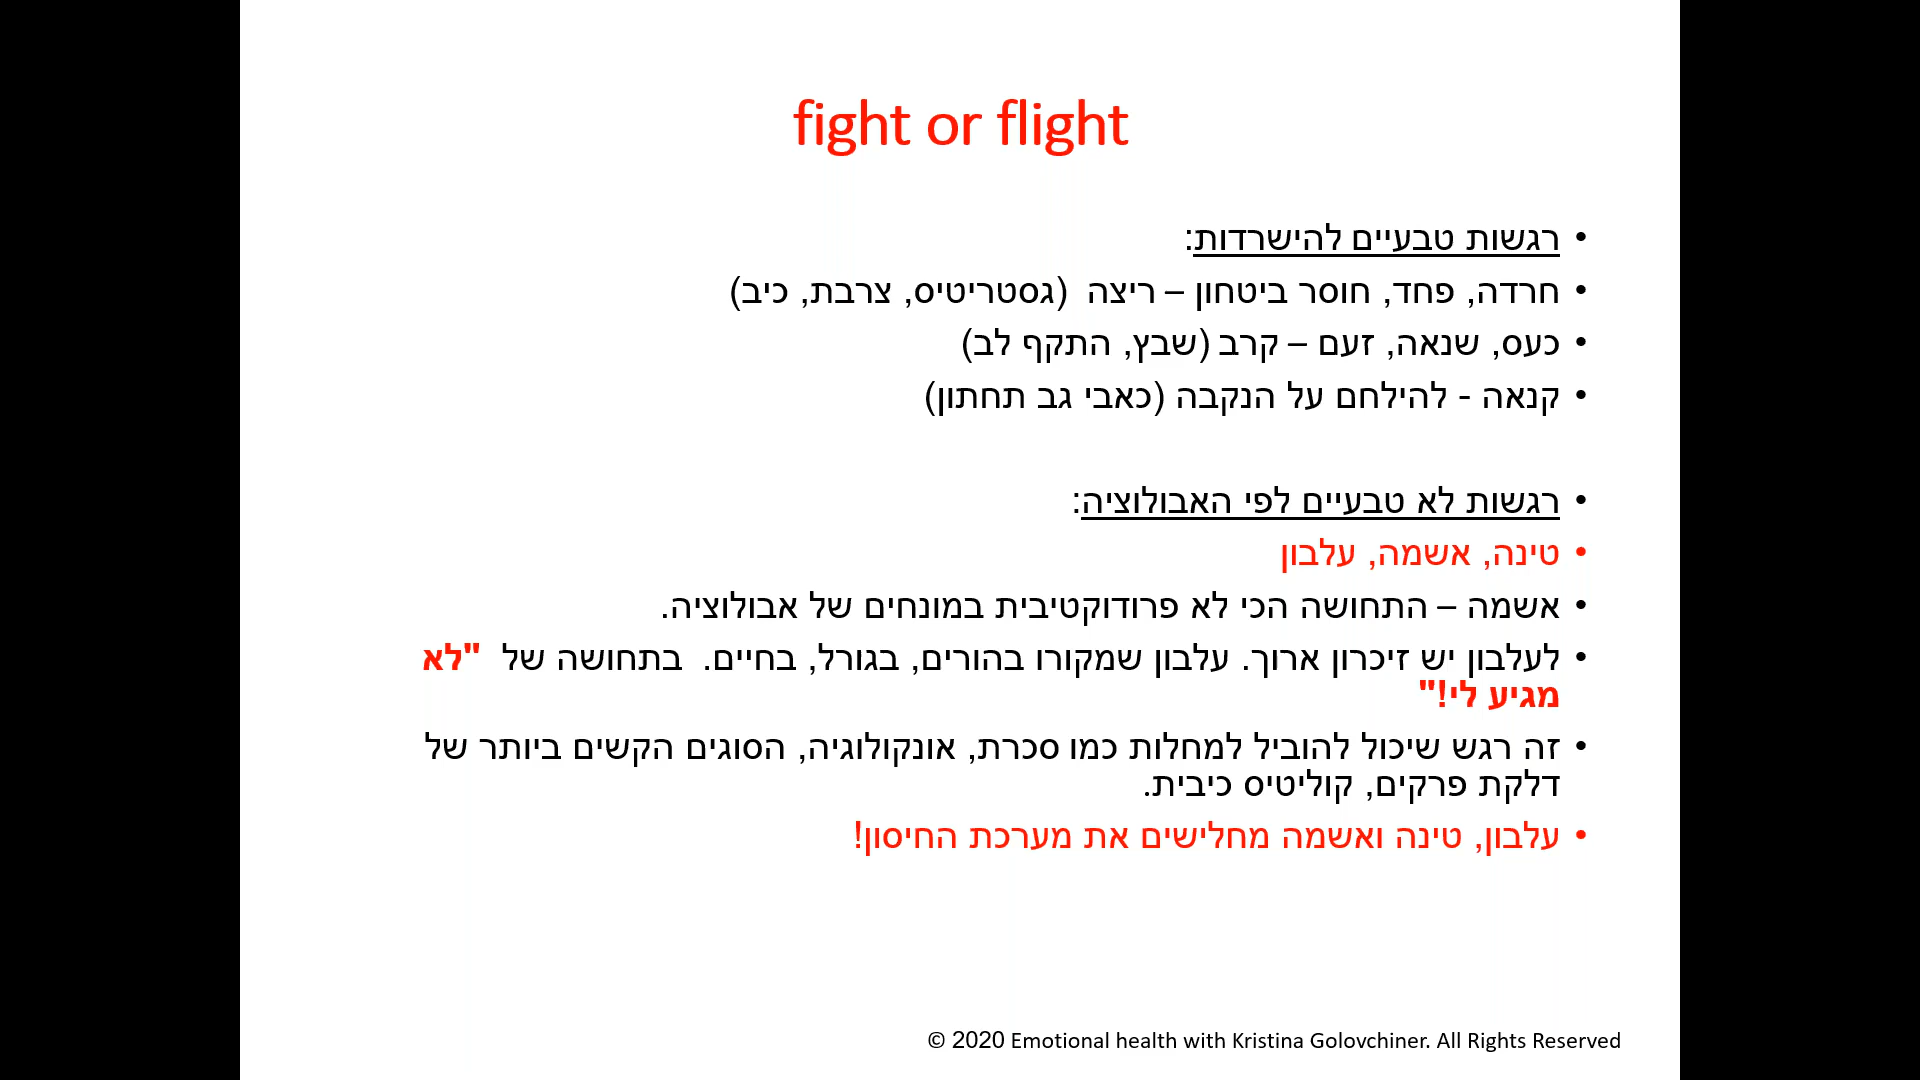 fight or flight
• רגשות טבעיים להישרדות:
• חרדה, פחד, חוסר ביטחון – ריצה (גסטריטיס, צרבת, כיב)
• כעס, שנאה, זעם – קרב (שבץ, התקף לב)
• קנאה - להילחם על הנקבה (כאבי גב תחתון)
• רגשות לא טבעיים לפי האבולוציה:
• טינה, אשמה, עלבון
• אשמה – התחושה הכי לא פרודוקטיבית במונחים של אבולוציה.
• לעלבון יש זיכרון ארוך. עלבון שמקורו בהורים, בגורל, בחיים. בתחושה של "לא
מגיע לי!"
• זה רגש שיכול להוביל למחלות כמו סכרת, אונקולוגיה, הסוגים הקשים ביותר של
דלקת פרקים, קוליטיס כיבית.
• עלבון, טינה ואשמה מחלישים את מערכת החיסון!
© 2020 Emotional health with Kristina Golovchiner. All Rights Reserved